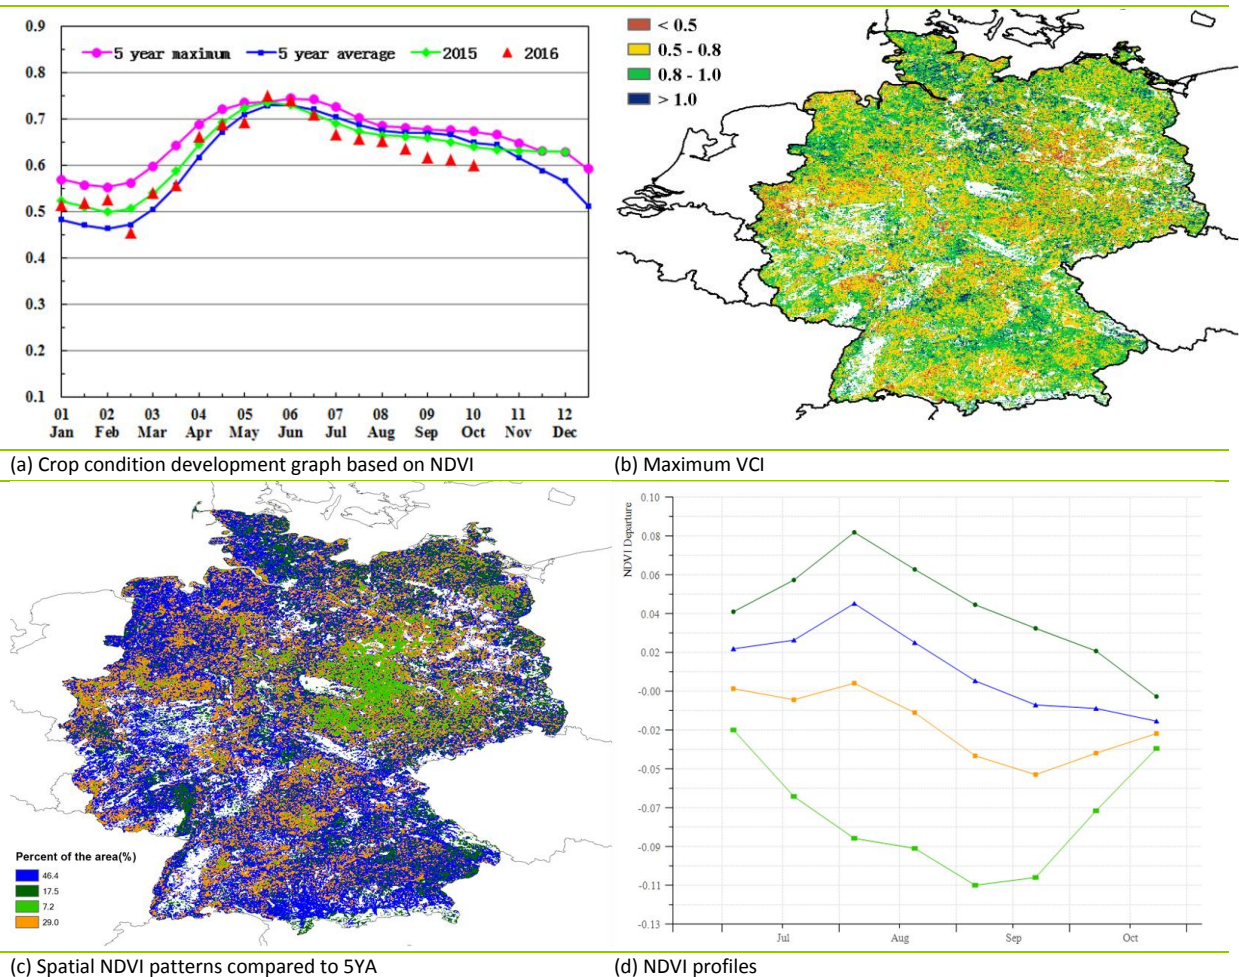 0.9
0.8
0.7
0.6
0.5
0.4
0.3
0.2
0.1
5 year maximum 5 year average 2015 2016
01 02 03 04 05 06 07 08 09 10 11 12
Jan Feb Mar Apr May Jun Jul Aug Sep Oct Nov Dec
< 0.5
0.5 - 0.8
0.8 - 1.0
> 1.0
(a) Crop condition development graph based on NDVI
(b) Maximum VCI
Percent of the area(%)
46.4
17.5
7.2
29.0
NDVI Departure
0.10
0.08
0.06
0.04
0.02
-0.00
-0.02
-0.05
-0.07
-0.09
-0.11
-0.13
Jul Aug Sep Oct
(c) Spatial NDVI patterns compared to 5YA
(d) NDVI profiles